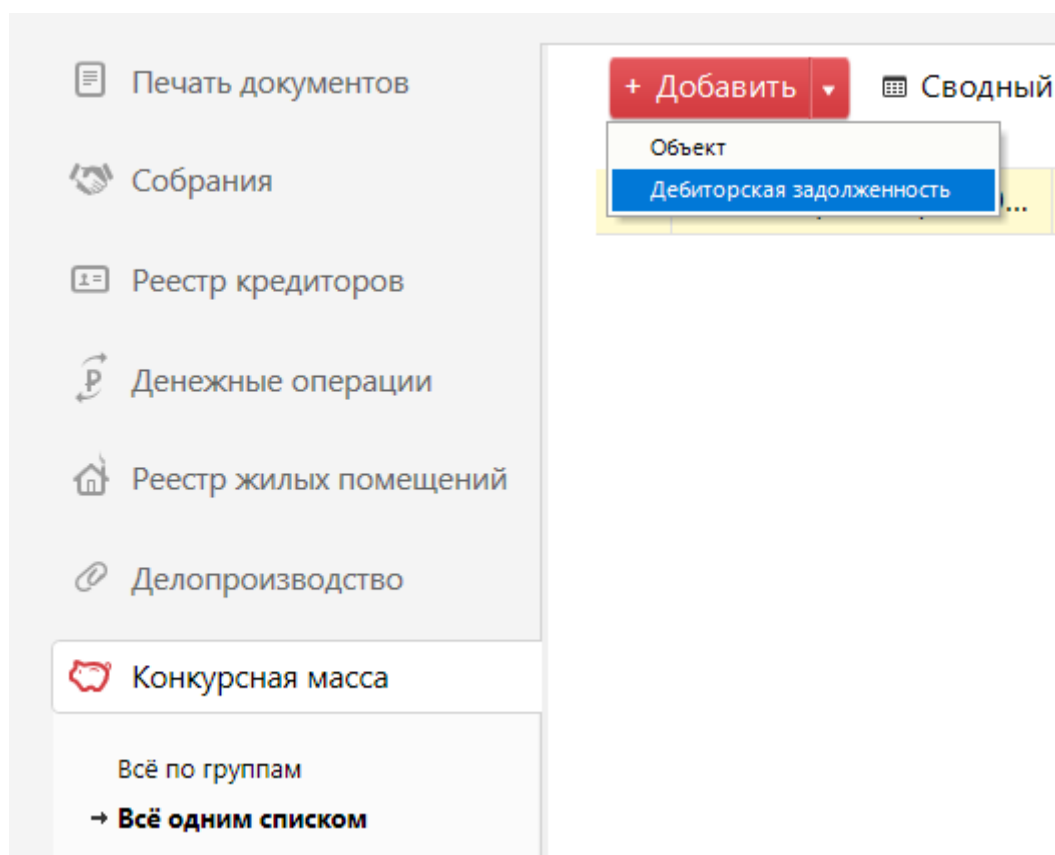 Печать документов
+ Добавить
Сводный
Объект
Собрания
Дебиторская задолженность
...
Реестр кредиторов
Денежные операции
Реестр жилых помещений
Делопроизводство
Конкурсная масса
Всё по группам
→ Всё одним списком